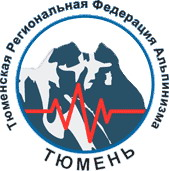 Тюменская Региональная Федерация Альпинизма
ТЮМЕНЬ